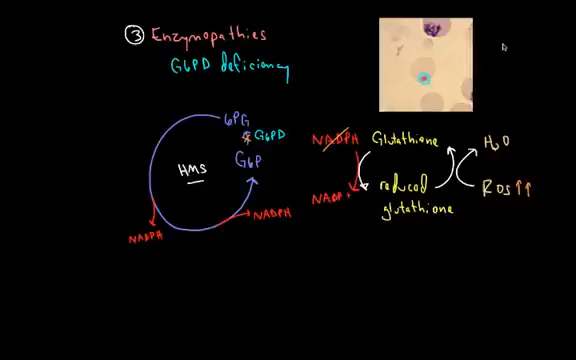 3 Enzymopathies
G6PD deficiency
6PG
G6PD
G6P
HMS
NADPH
NADPH
NADPH
NADP+
Glutathione
reduced
glutathione
H2O
ROS↑↑